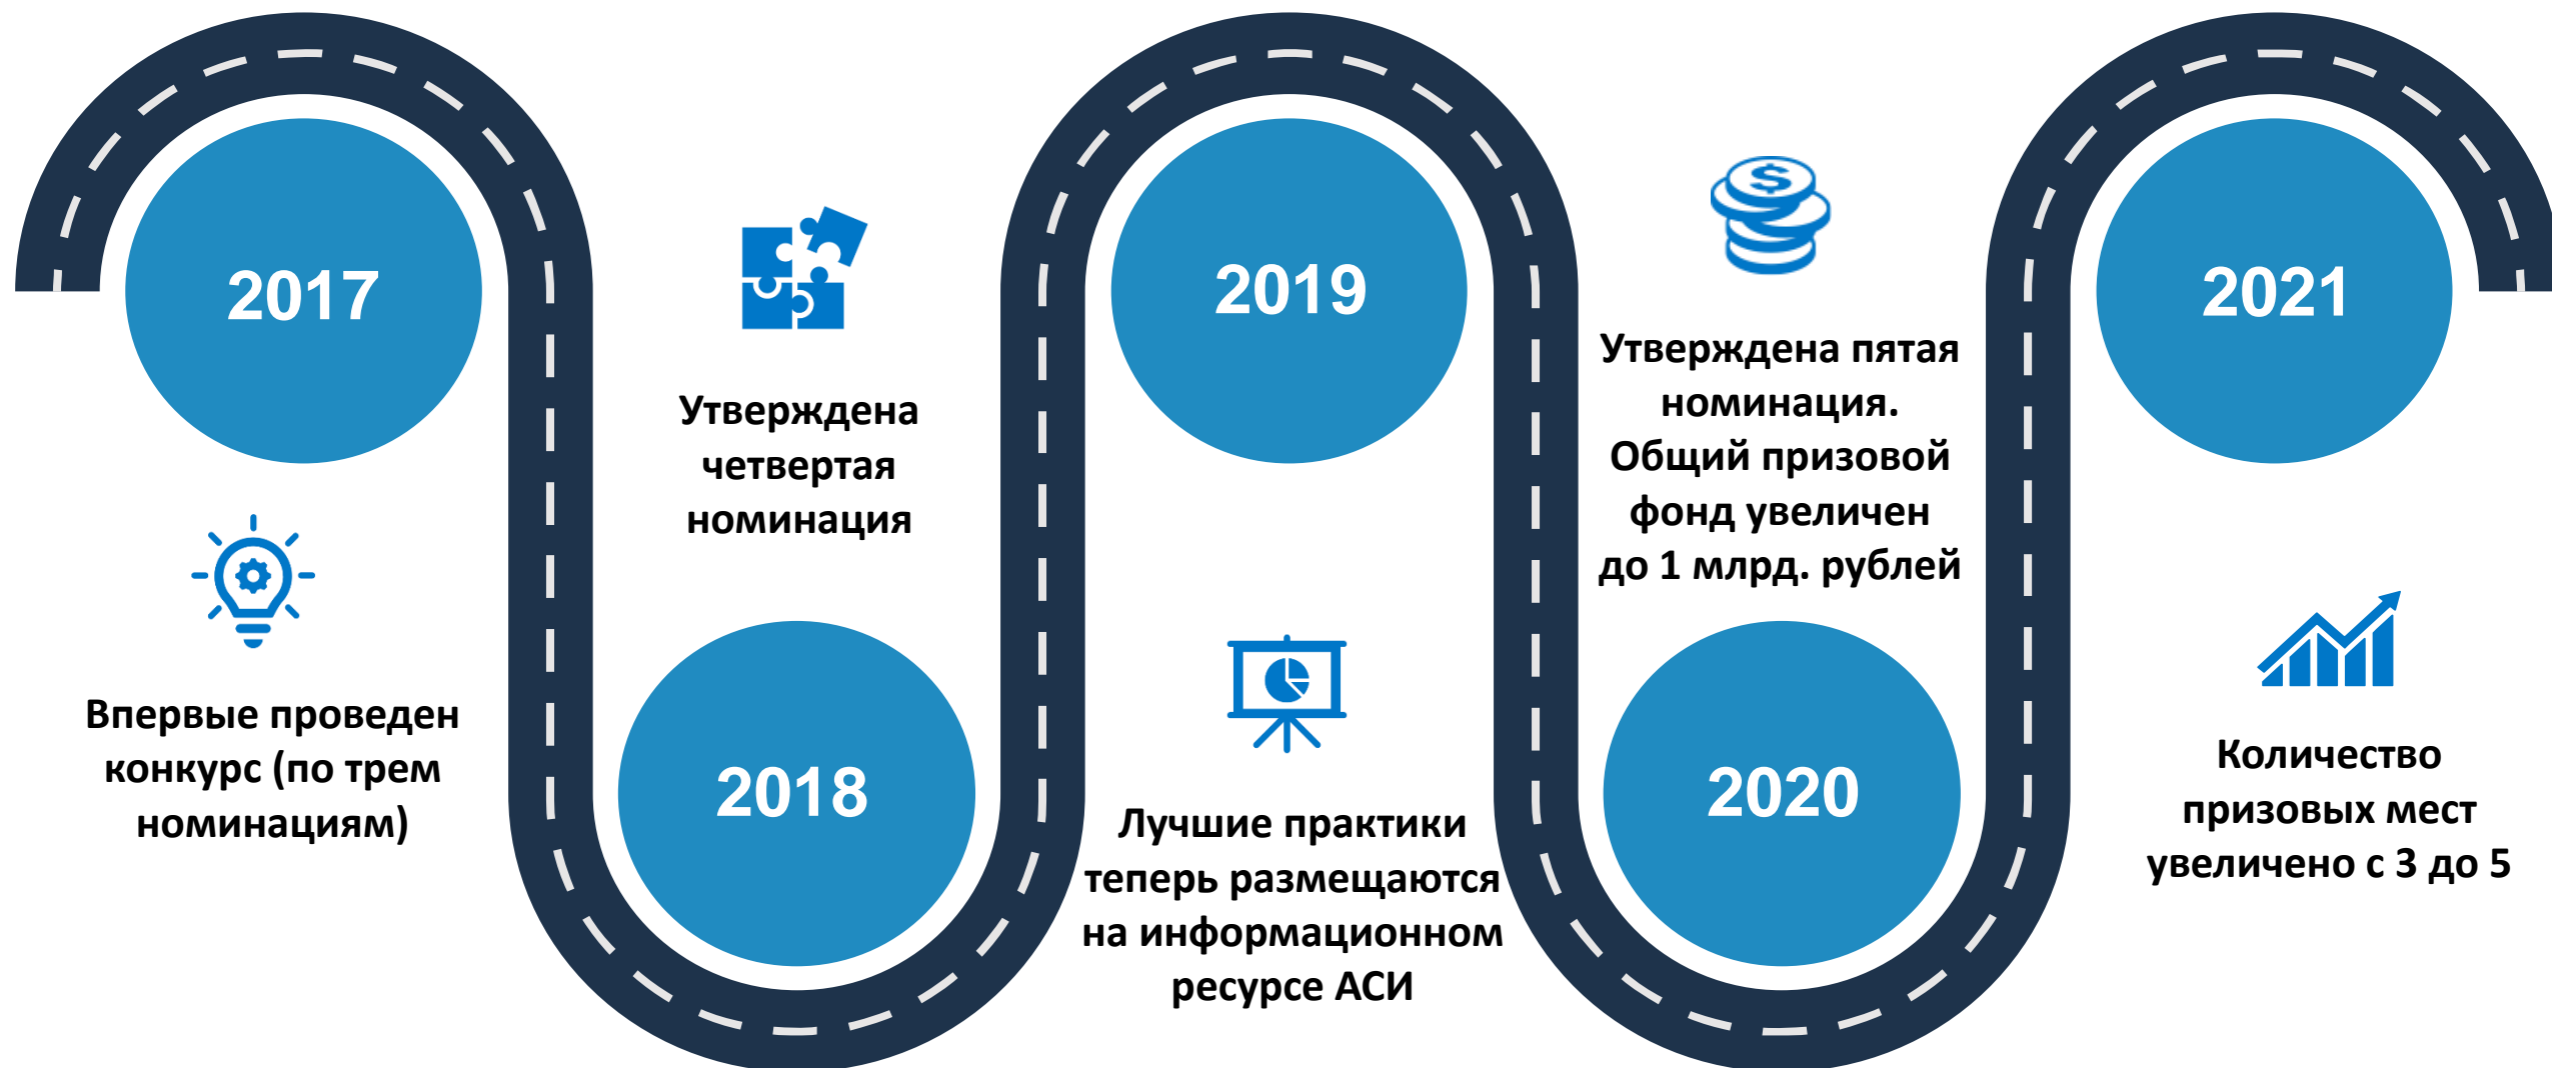 2017
Впервые проведен
конкурс (по трем
номинациям)
Утверждена
четвертая
номинация
2018
2019
Лучшие практики
теперь размещаются
на информационном
ресурсе АСИ
$
Утверждена пятая
номинация.
Общий призовой
фонд увеличен
до 1 млрд. рублей
2020
2021
Количество
призовых мест
увеличено с 3 до 5